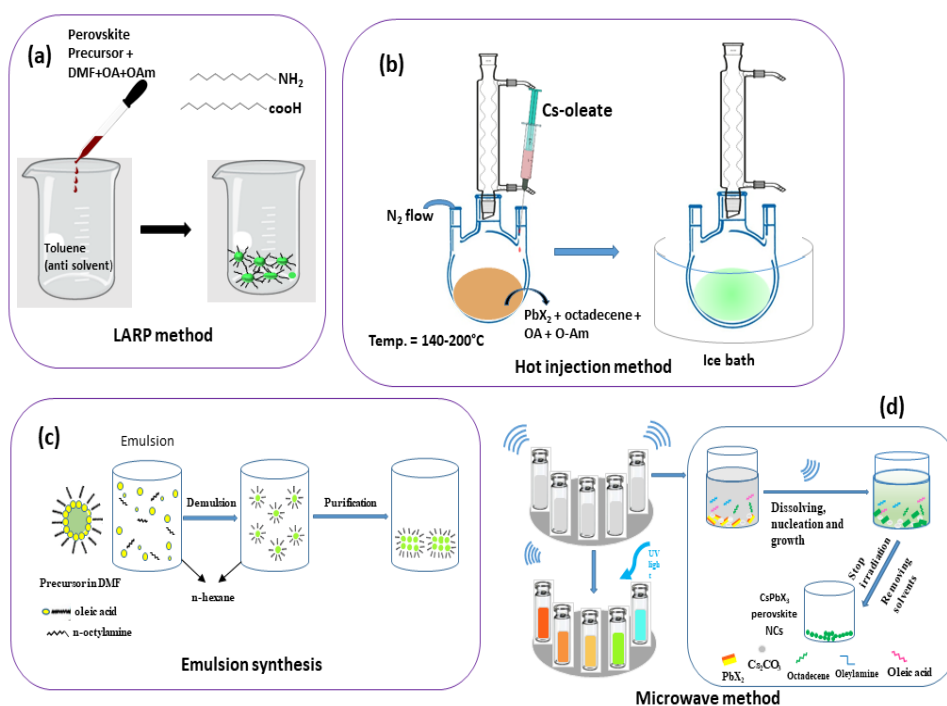 (a)
Perovskite
Precursor +
DMF+OA+OAm
NH₂
cooH
Toluene
(anti solvent)
LARP method
(b)
Cs-oleate
N₂ flow
PbX₂ + octadecene +
OA + O-Am
Temp. = 140-200°C
Ice bath
Hot injection method
(c)
Emulsion
Demulsion
Purification
Precursor in DMF
n-hexane
oleic acid
n-octylamine
Emulsion synthesis
(d)
UV
ligh
t
Dissolving,
nucleation and
growth
Stop
irradiation
Removing
solvents
CsPbX₃
perovskite
NCs
PbX₂
Cs₂CO₃
Octadecene
Oleylamine
Oleic acid
Microwave method